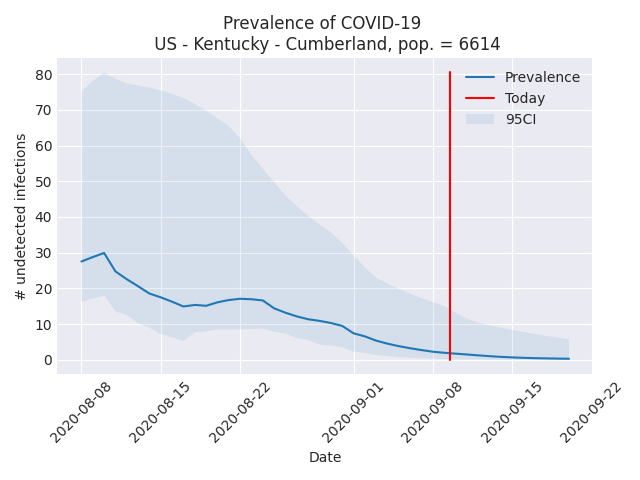 Prevalence of COVID-19
US - Kentucky - Cumberland, pop. = 6614
Prevalence
Today
95CI
# undetected infections
80
70
60
50
40
30
20
10
0
2020-08-08
2020-08-15
2020-08-22
2020-09-01
2020-09-08
2020-09-15
2020-09-22
Date